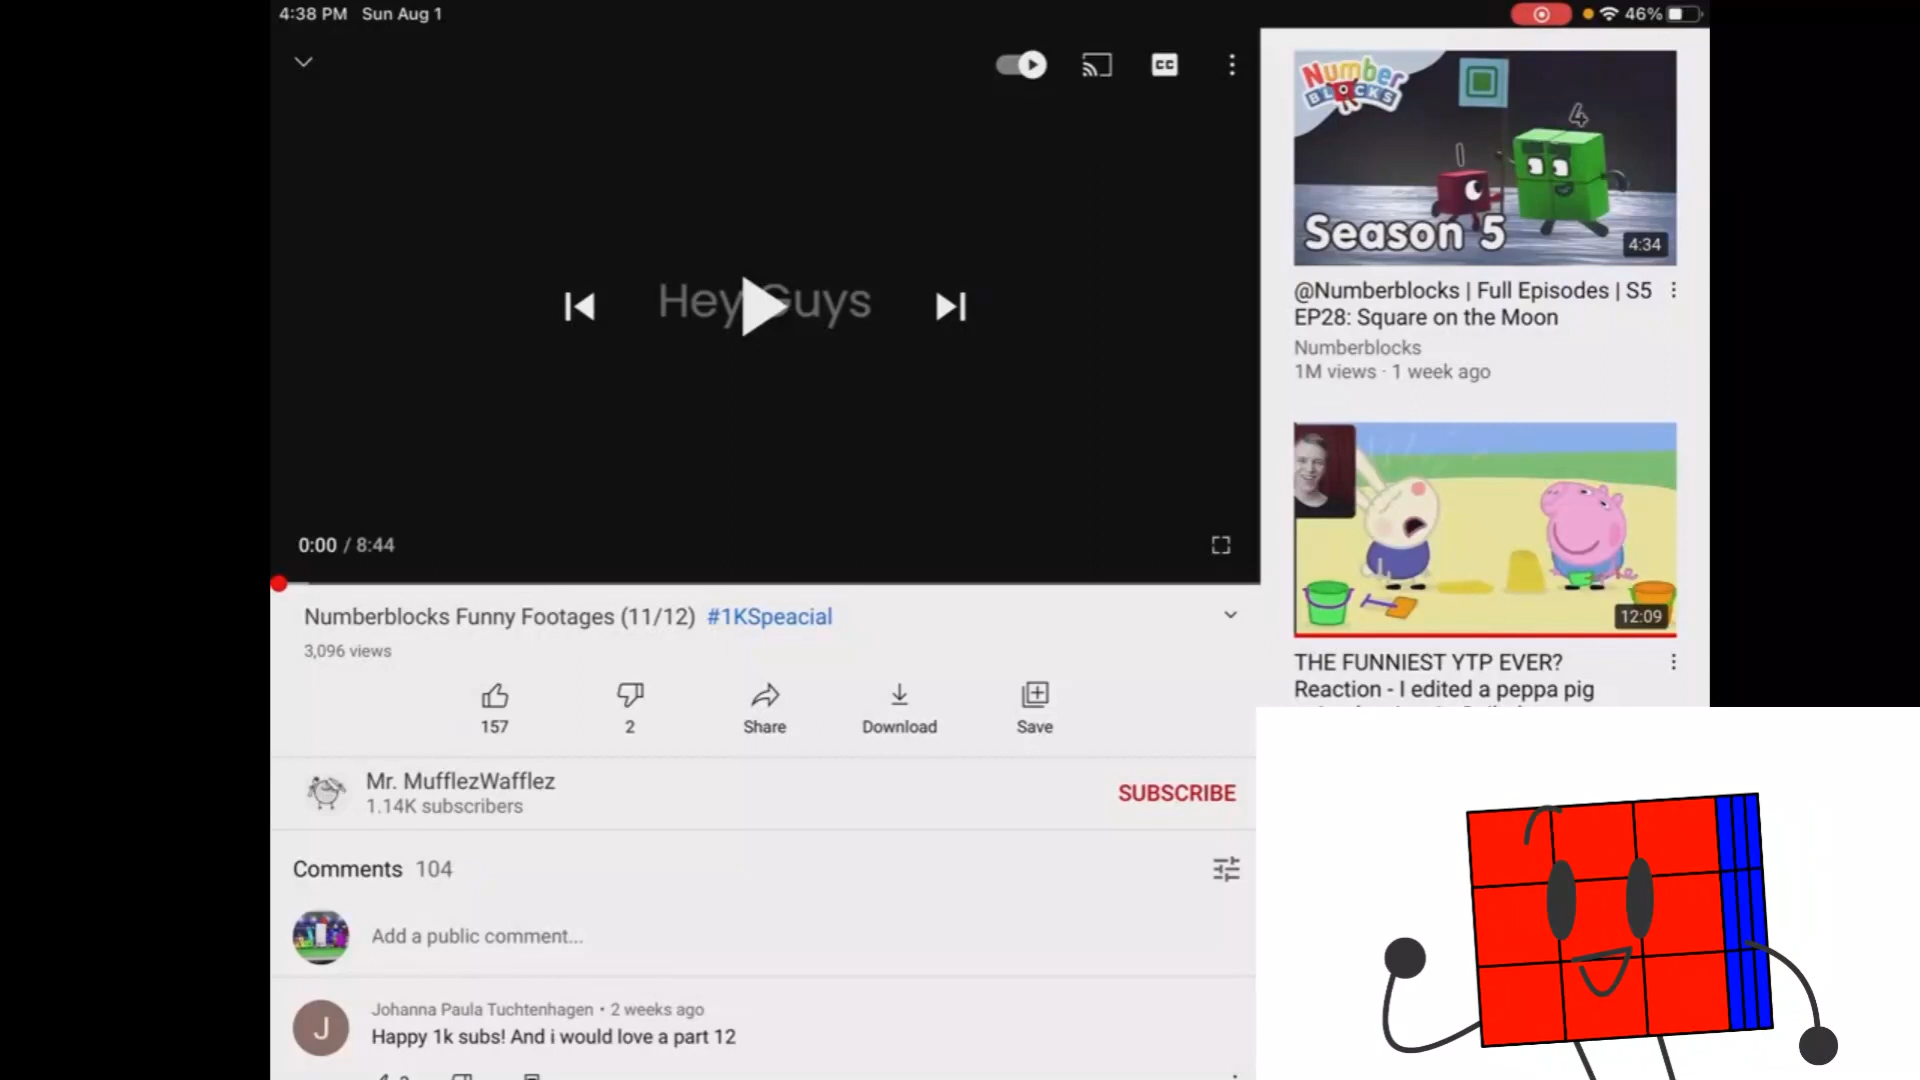 4:38 PM Sun Aug 1
46%
CC
Hey Guys
0:00 / 8:44
Numberblocks Funny Footages (11/12) #1KSpeacial
3,096 views
157
2
Share
Download
Save
Mr. MufflezWafflez
1.14K subscribers
SUBSCRIBE
Comments 104
Add a public comment...
J
Johanna Paula Tuchtenhagen • 2 weeks ago
Happy 1k subs! And i would love a part 12
Number
BLOCKS
1
4
Season 5
4:34
@Numberblocks | Full Episodes | S5
EP28: Square on the Moon
Numberblocks
1M views · 1 week ago
12:09
THE FUNNIEST YTP EVER?
Reaction - I edited a peppa pig